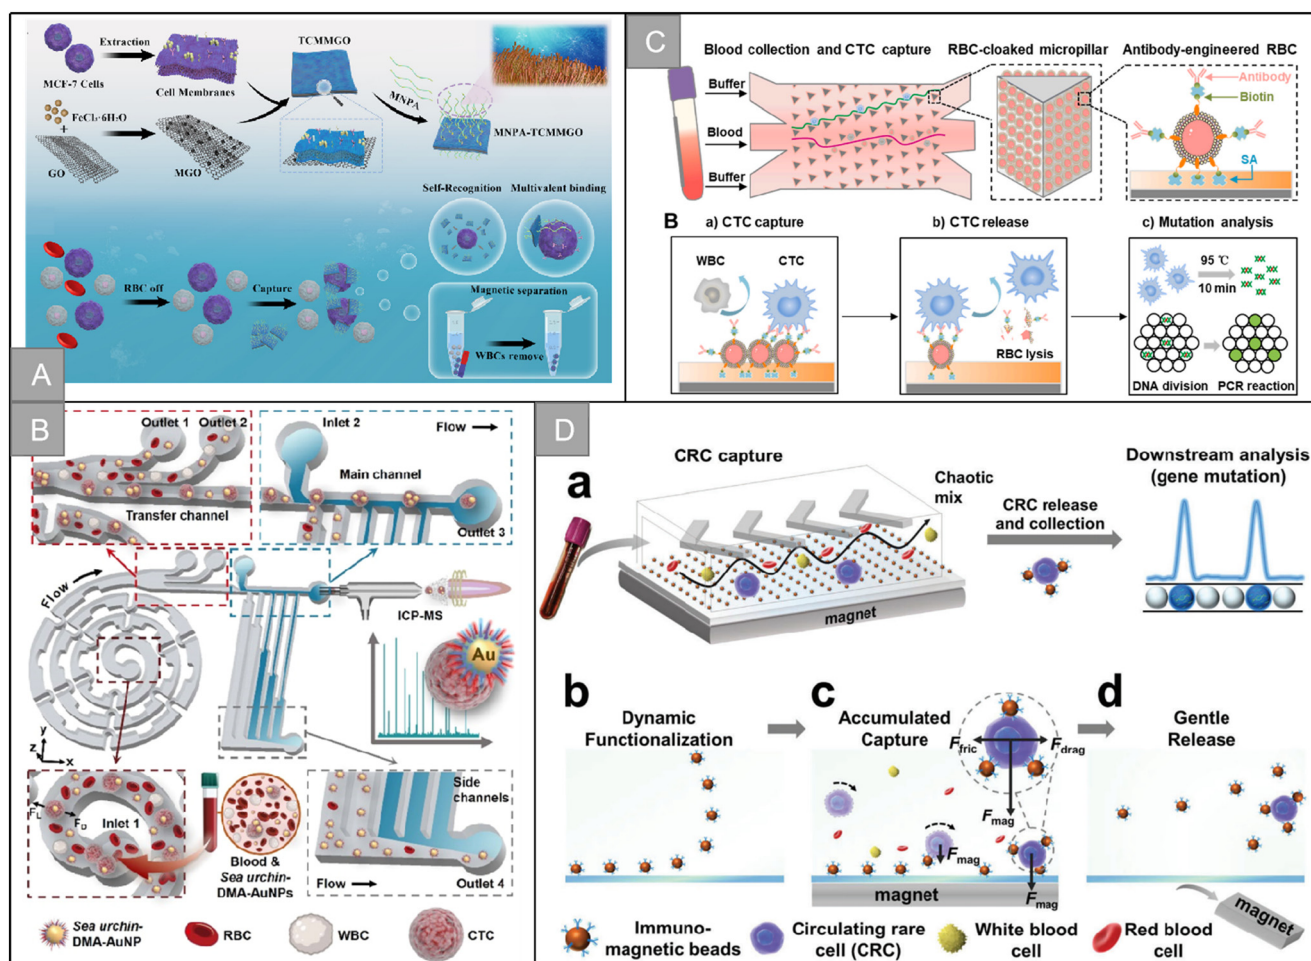 A
MCF-7 Cells
Extraction
Cell Membranes
TCMMGO
MNPA
MNPA-TCMMGO
FeCl₃·6H₂O
+
GO
MGO
Self-Recognition
Multivalent binding
RBC off
Capture
Magnetic separation
WBCs remove
C
Blood collection and CTC capture
RBC-cloaked micropillar
Antibody-engineered RBC
Buffer
Blood
Buffer
Antibody
Biotin
SA
B
a) CTC capture
b) CTC release
c) Mutation analysis
WBC
CTC
RBC lysis
95 ℃
10 min
DNA division
PCR reaction
B
Outlet 1
Outlet 2
Transfer channel
Inlet 2
Flow
Main channel
Outlet 3
Flow
ICP-MS
Au
y
z
x
F_L
F_D
Inlet 1
Blood &
Sea urchin-
DMA-AuNPs
Side
channels
Flow
Outlet 4
Sea urchin-
DMA-AuNP
RBC
WBC
CTC
D
a
CRC capture
Chaotic
mix
magnet
CRC release
and collection
Downstream analysis
(gene mutation)
b
Dynamic
Functionalization
c
Accumulated
Capture
F_fric
F_drag
F_mag
F_mag
F_mag
magnet
d
Gentle
Release
magnet
Immuno-
magnetic beads
Circulating rare
cell (CRC)
White blood
cell
Red blood
cell